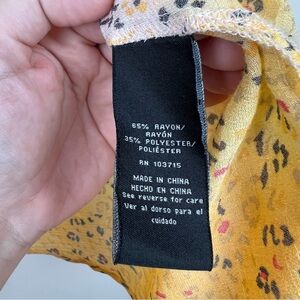 65% RAYON/
RAYÓN
35% POLYESTER/
POLIÉSTER
RN 103715
MADE IN CHINA
HECHO EN CHINA
See reverse for care
Ver al dorso para el
cuidado